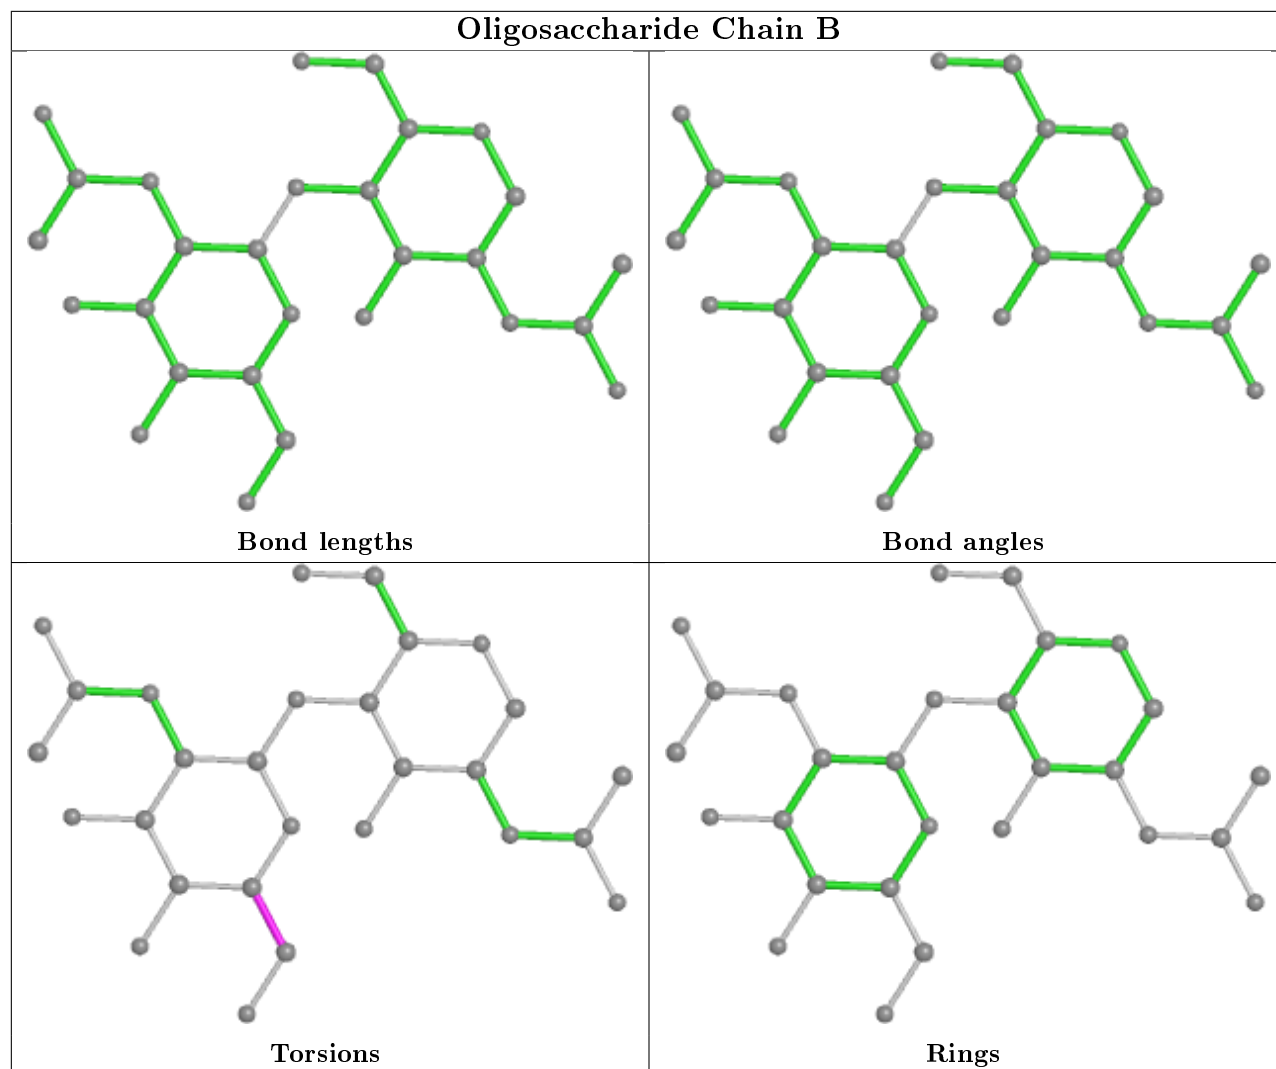 Oligosaccharide Chain B
Bond lengths
Bond angles
Torsions
Rings